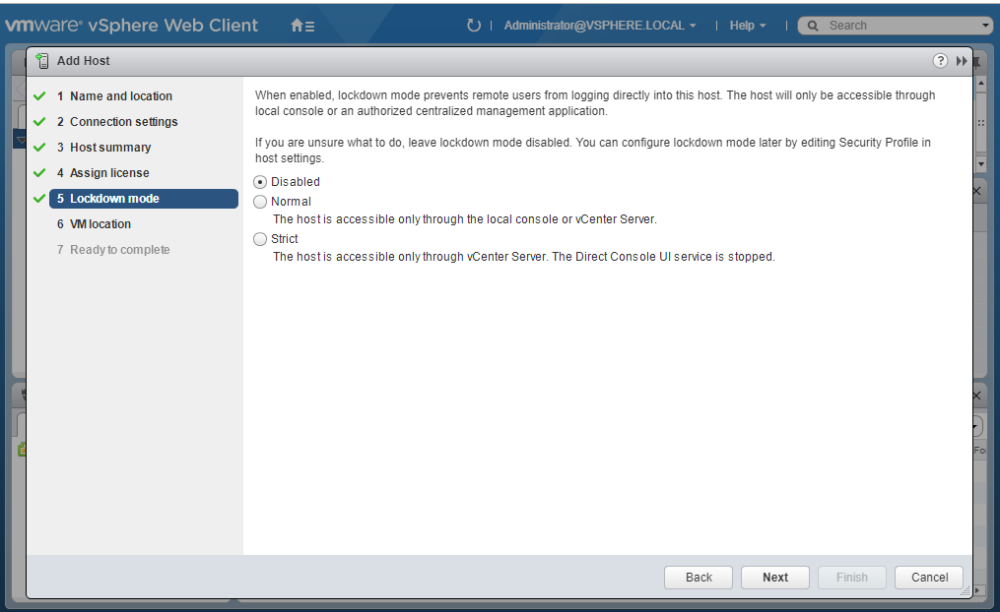 vmware® vSphere Web Client
Administrator@VSPHERE.LOCAL
Help
Search
Add Host
1 Name and location
2 Connection settings
3 Host summary
4 Assign license
5 Lockdown mode
6 VM location
7 Ready to complete
When enabled, lockdown mode prevents remote users from logging directly into this host. The host will only be accessible through
local console or an authorized centralized management application.
If you are unsure what to do, leave lockdown mode disabled. You can configure lockdown mode later by editing Security Profile in
host settings.
Disabled
Normal
The host is accessible only through the local console or vCenter Server.
Strict
The host is accessible only through vCenter Server. The Direct Console UI service is stopped.
Back
Next
Finish
Cancel